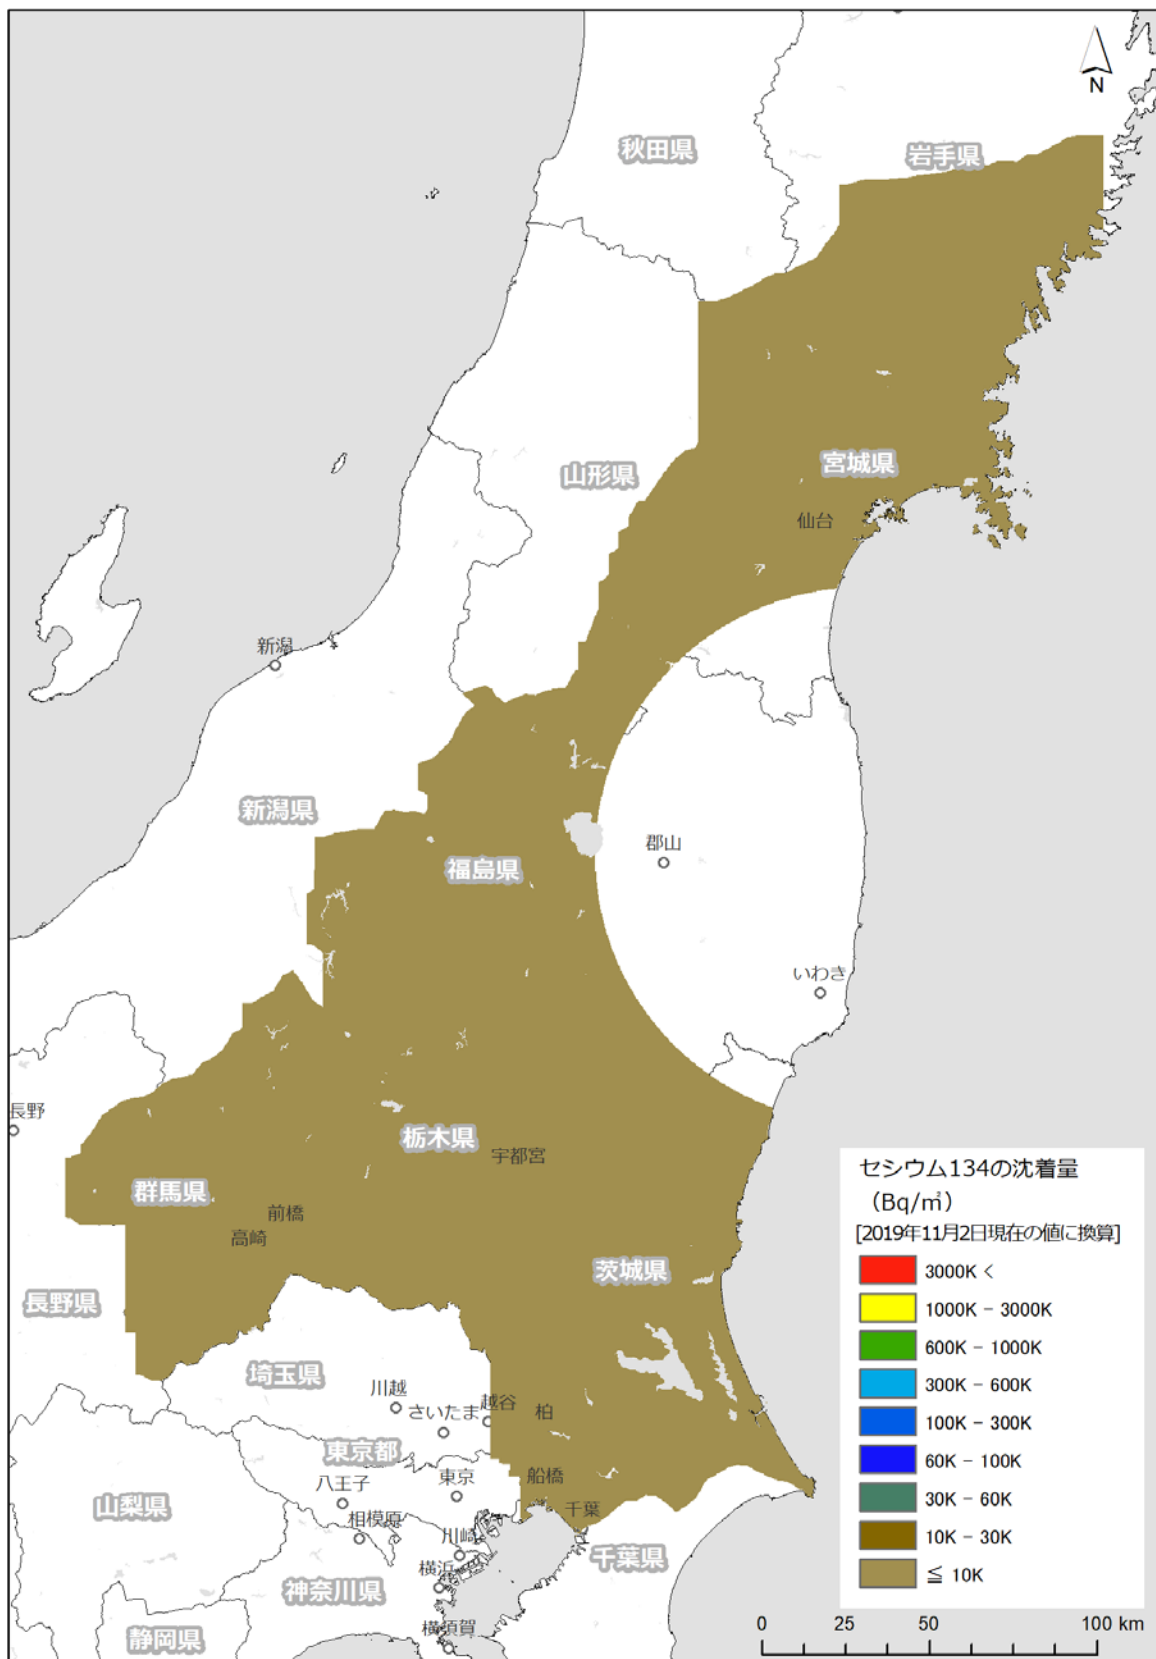 N
秋田県
岩手県
山形県
宮城県
仙台
新潟
新潟県
郡山
福島県
いわき
長野
栃木県
宇都宮
群馬県
前橋
高崎
茨城県
長野県
埼玉県
川越
越谷
柏
さいたま
東京都
船橋
八王子
東京
山梨県
千葉
相模原
川崎
千葉県
横浜
神奈川県
横須賀
静岡県
セシウム134の沈着量
（Bq/㎡）
[2019年11月2日現在の値に換算]
3000K <
1000K - 3000K
600K - 1000K
300K - 600K
100K - 300K
60K - 100K
30K - 60K
10K - 30K
≦ 10K
0 25 50 100 km